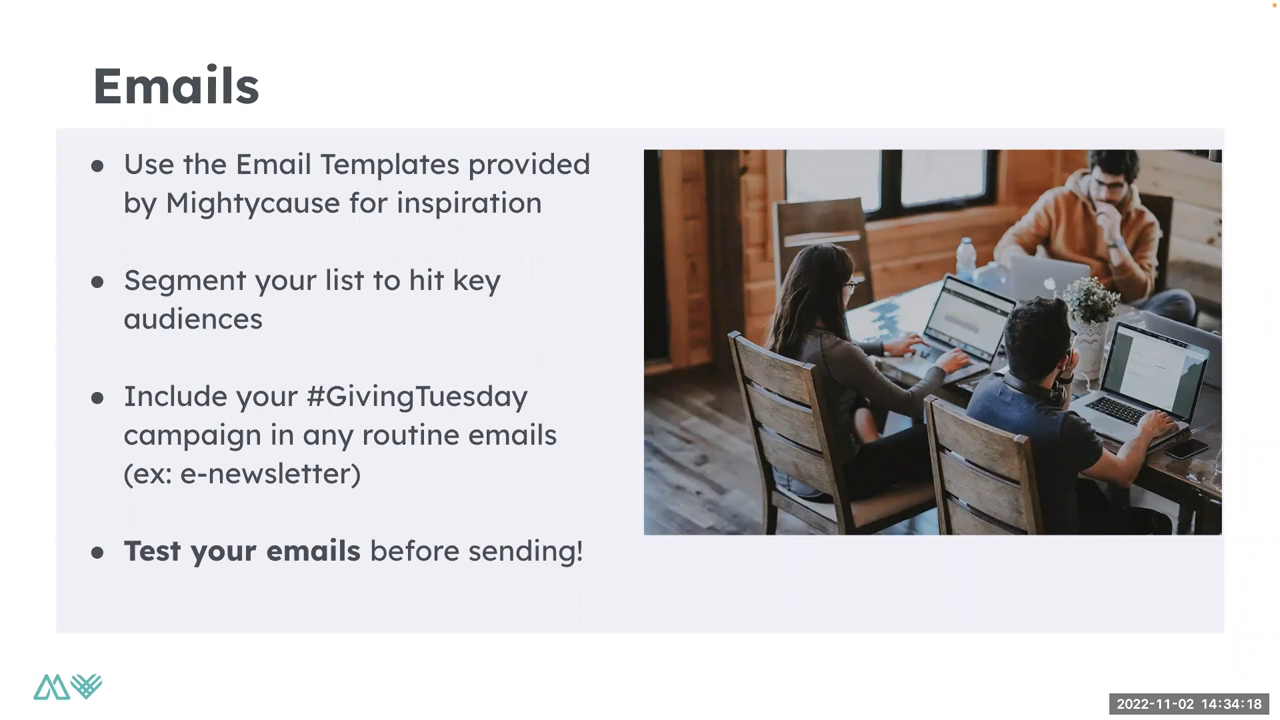 Emails
● Use the Email Templates provided
by Mightycause for inspiration
● Segment your list to hit key
audiences
● Include your #GivingTuesday
campaign in any routine emails
(ex: e-newsletter)
● Test your emails before sending!
2022-11-02 14:34:18